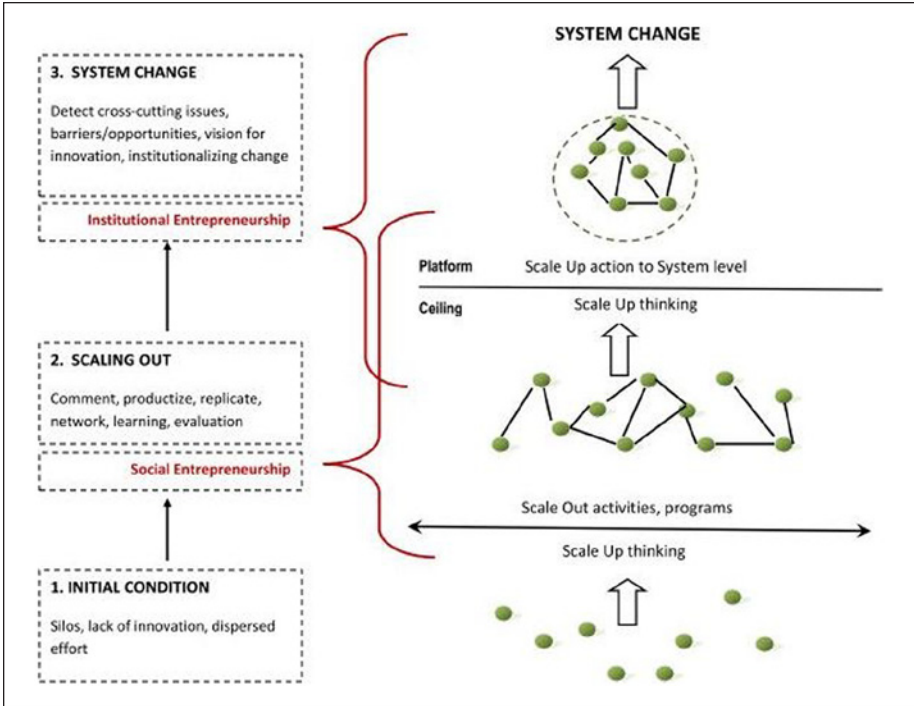 3. SYSTEM CHANGE
Detect cross-cutting issues,
barriers/opportunities, vision for
innovation, institutionalizing change
Institutional Entrepreneurship
2. SCALING OUT
Comment, productize, replicate,
network, learning, evaluation
Social Entrepreneurship
1. INITIAL CONDITION
Silos, lack of innovation, dispersed
effort
SYSTEM CHANGE
Platform Scale Up action to System level
Ceiling Scale Up thinking
Scale Out activities, programs
Scale Up thinking